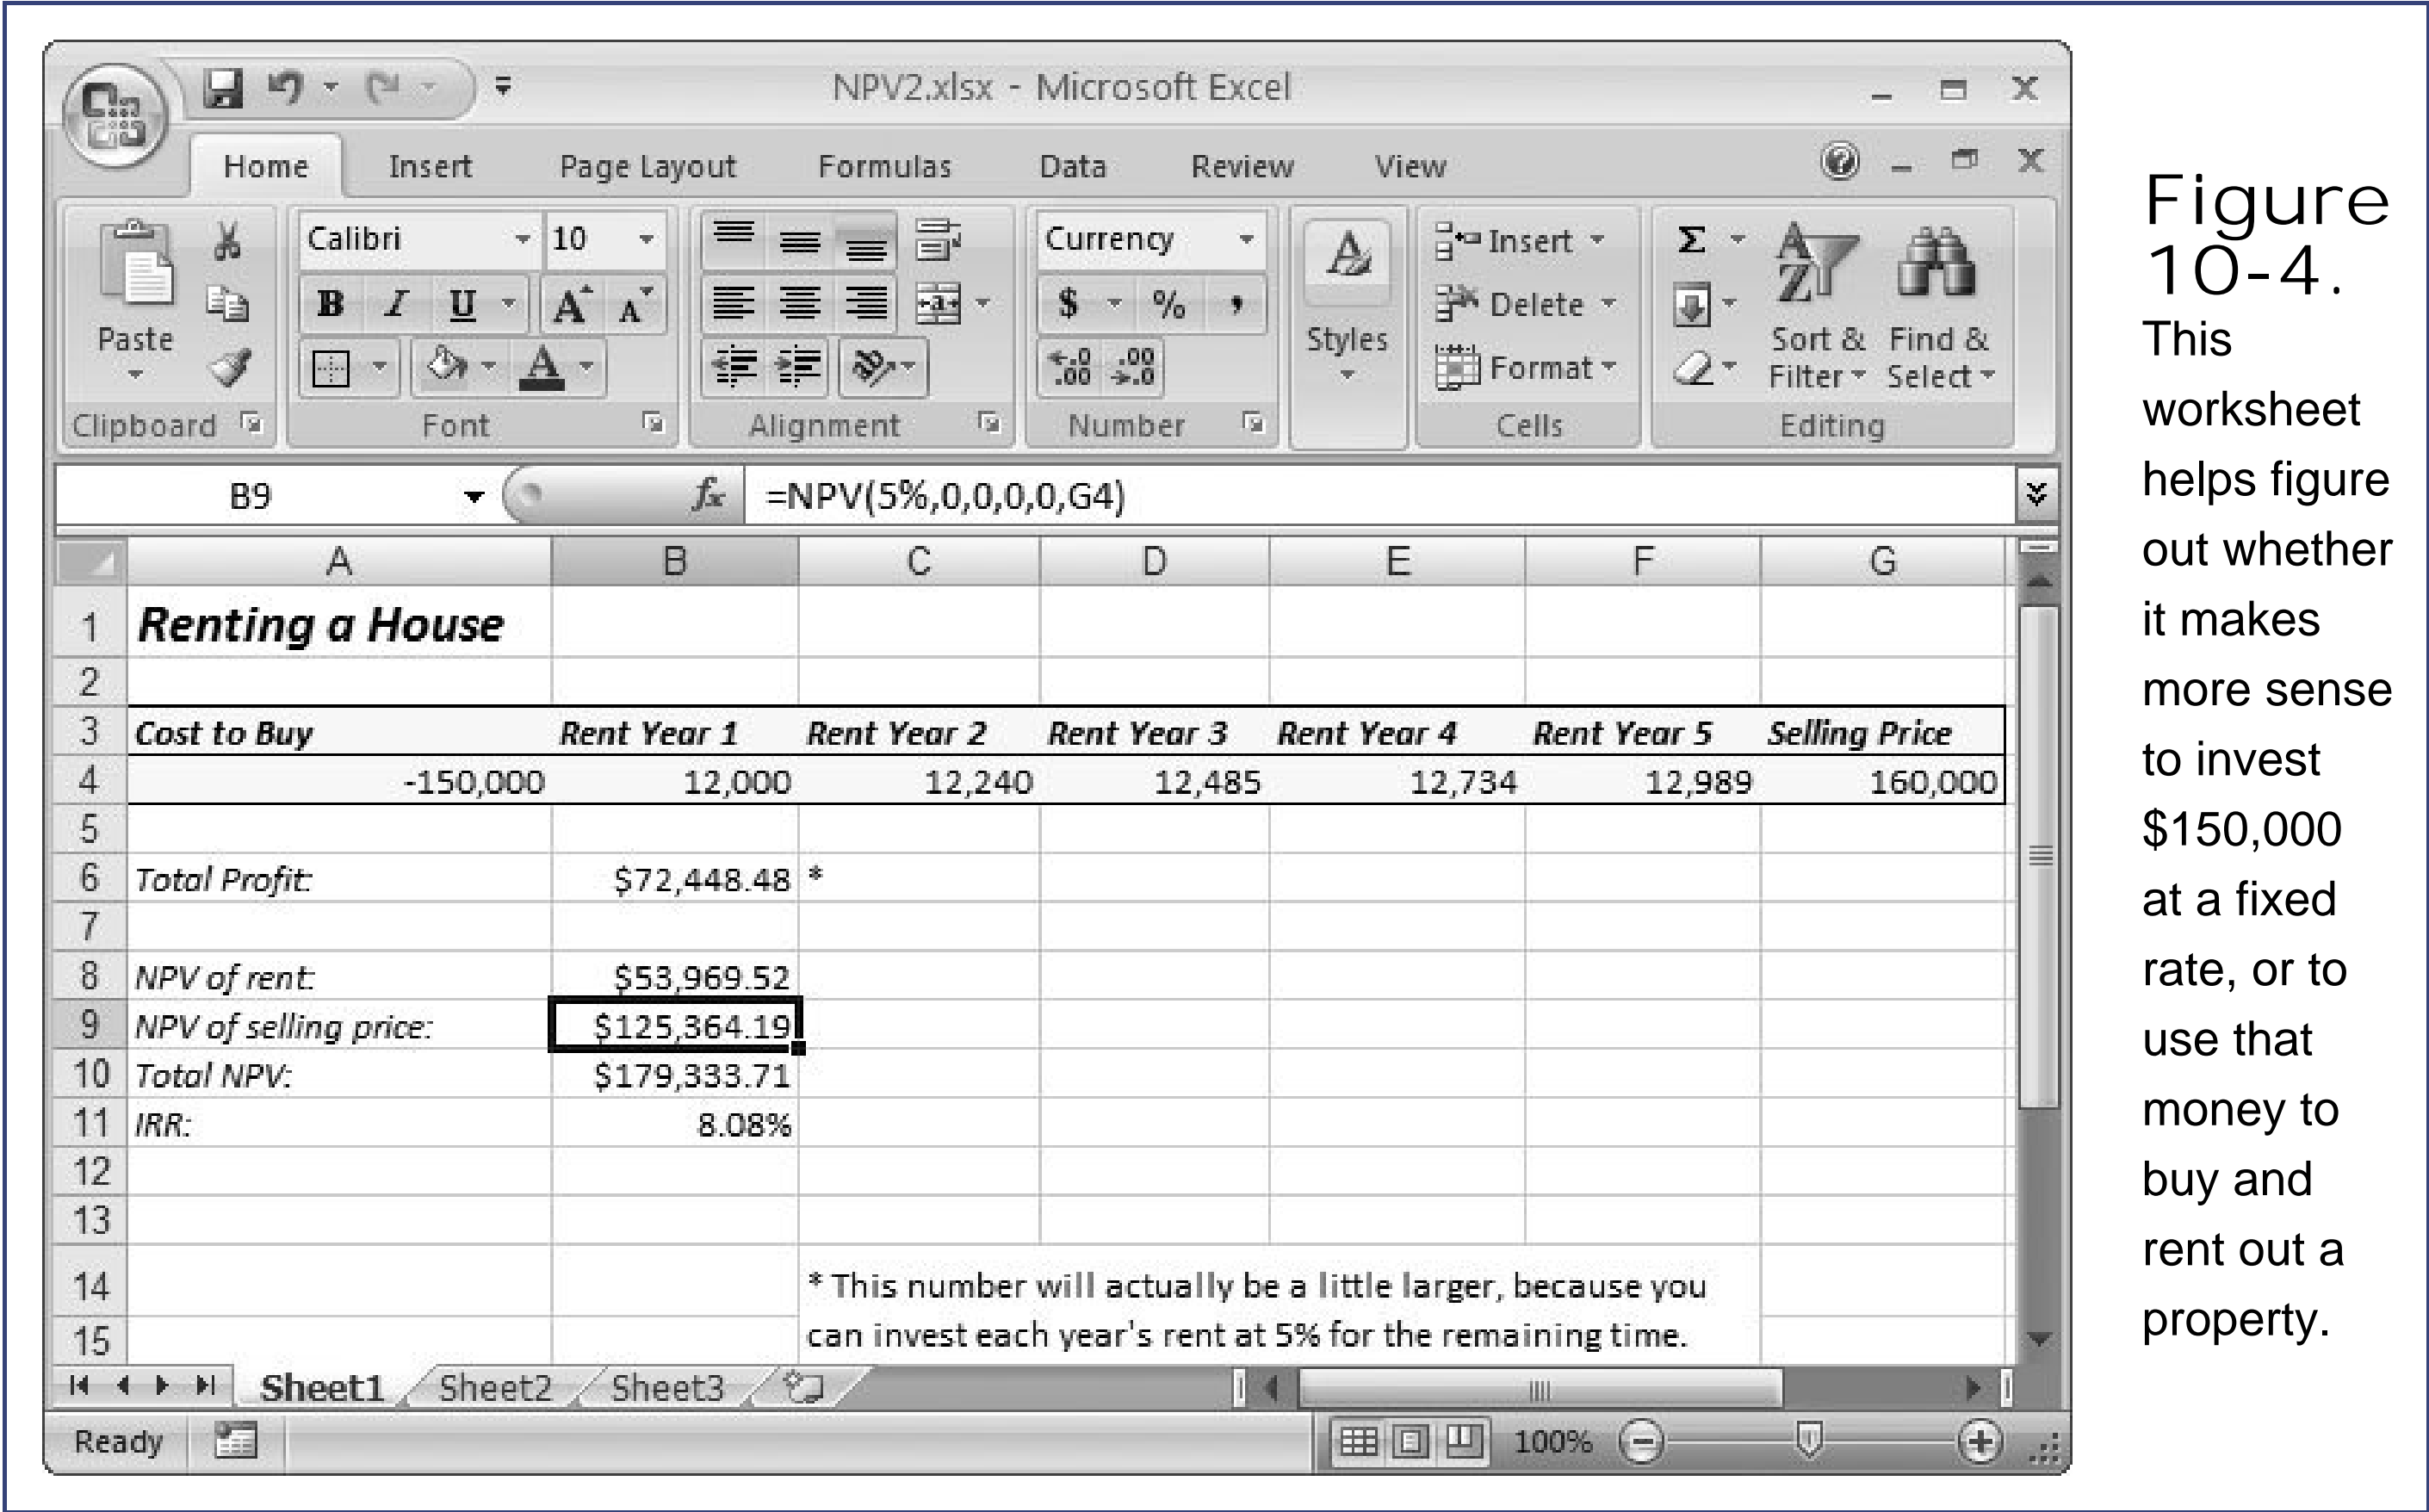 NPV2.xlsx - Microsoft Excel
Home Insert Page Layout Formulas Data Review View
Paste
Clipboard
Calibri 10
B I U A A
A
Font
Alignment
Currency
$ % ,
.0 .00
.00 .0
Number
A
Styles
Insert
Delete
Format
Cells
Σ
A
Z
Sort &
Filter
Find &
Select
Editing
B9 fx =NPV(5%,0,0,0,0,G4)
A B C D E F G
1 Renting a House
2
3 Cost to Buy Rent Year 1 Rent Year 2 Rent Year 3 Rent Year 4 Rent Year 5 Selling Price
4 -150,000 12,000 12,240 12,485 12,734 12,989 160,000
5
6 Total Profit: $72,448.48 *
7
8 NPV of rent: $53,969.52
9 NPV of selling price: $125,364.19
10 Total NPV: $179,333.71
11 IRR: 8.08%
12
13
14 * This number will actually be a little larger, because you
15 can invest each year's rent at 5% for the remaining time.
Sheet1 Sheet2 Sheet3
Ready 100%
Figure
10-4.
This
worksheet
helps figure
out whether
it makes
more sense
to invest
$150,000
at a fixed
rate, or to
use that
money to
buy and
rent out a
property.